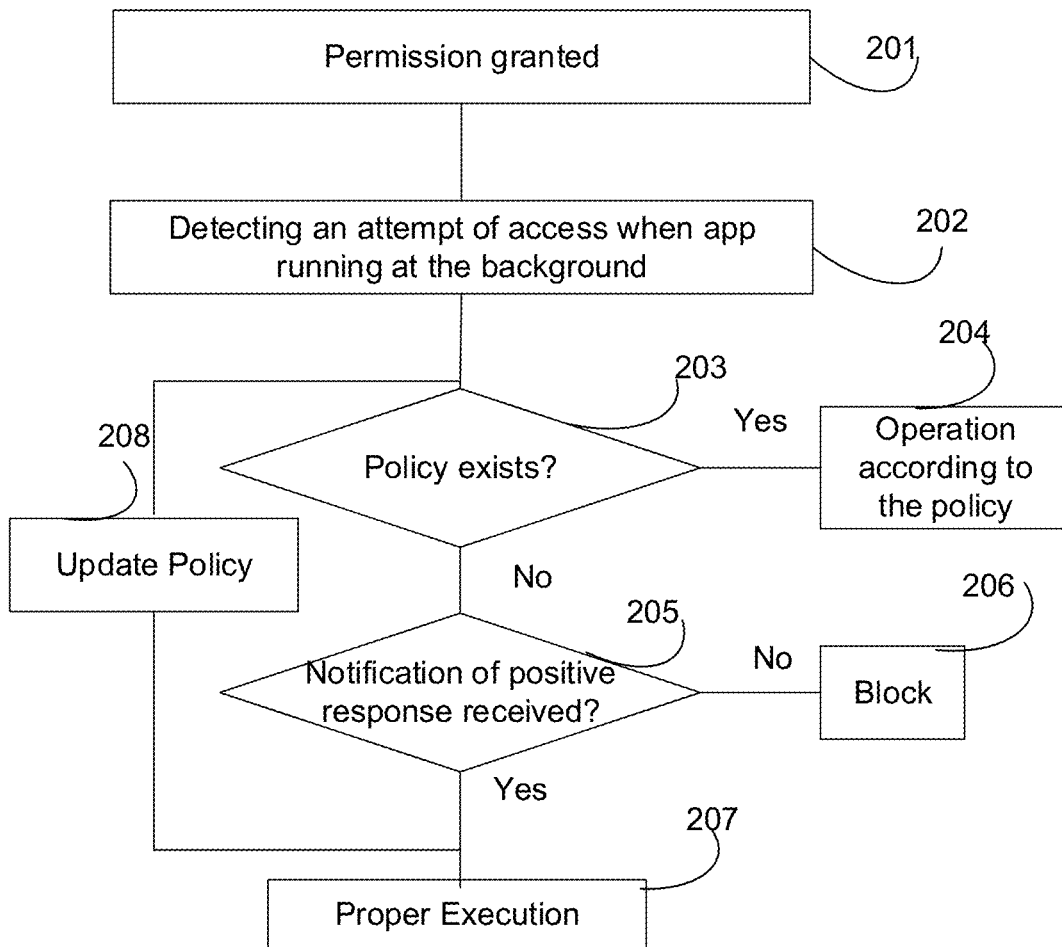 Permission granted
201
Detecting an attempt of access when app
running at the background
202
203
204
Policy exists?
Yes
Operation
according to
the policy
208
Update Policy
No
205
206
Notification of positive
response received?
No
Block
Yes
207
Proper Execution